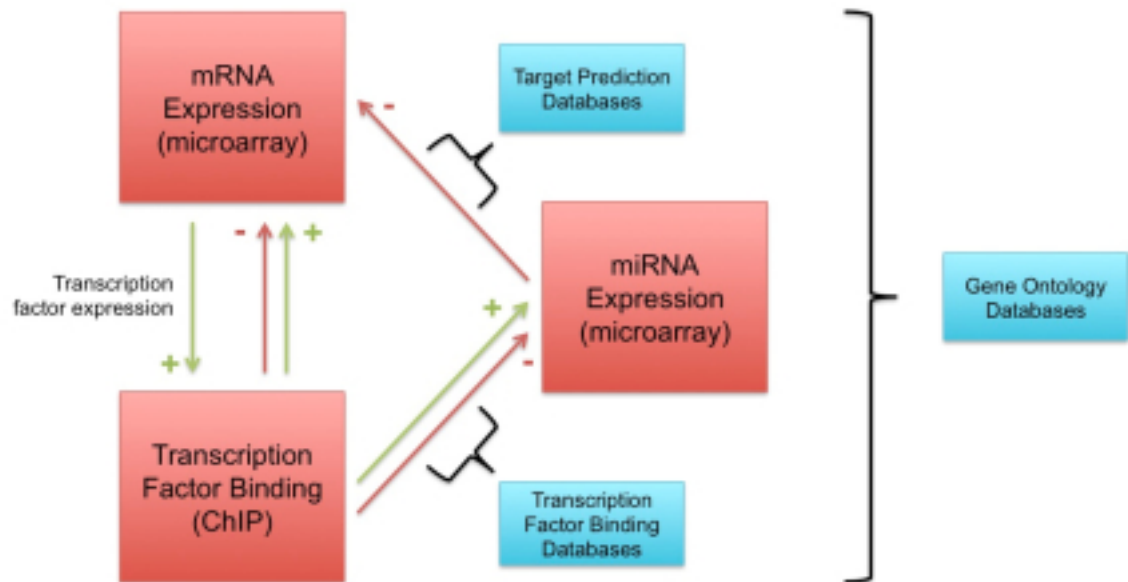 mRNA
Expression
(microarray)
Target Prediction
Databases
-
- +
Transcription
factor expression
+
miRNA
Expression
(microarray)
+
-
Gene Ontology
Databases
Transcription
Factor Binding
(ChIP)
Transcription
Factor Binding
Databases